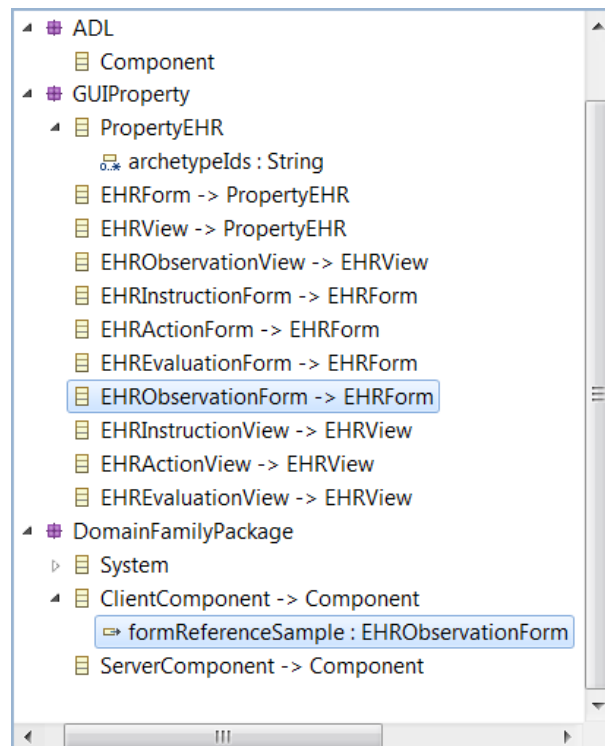 ADL
Component
GUIProperty
PropertyEHR
0..* archetypeIds : String
EHRForm -> PropertyEHR
EHRView -> PropertyEHR
EHRObservationView -> EHRView
EHRInstructionForm -> EHRForm
EHRActionForm -> EHRForm
EHREvaluationForm -> EHRForm
EHRObservationForm -> EHRForm
EHRInstructionView -> EHRView
EHRActionView -> EHRView
EHREvaluationView -> EHRView
DomainFamilyPackage
System
ClientComponent -> Component
formReferenceSample : EHRObservationForm
ServerComponent -> Component